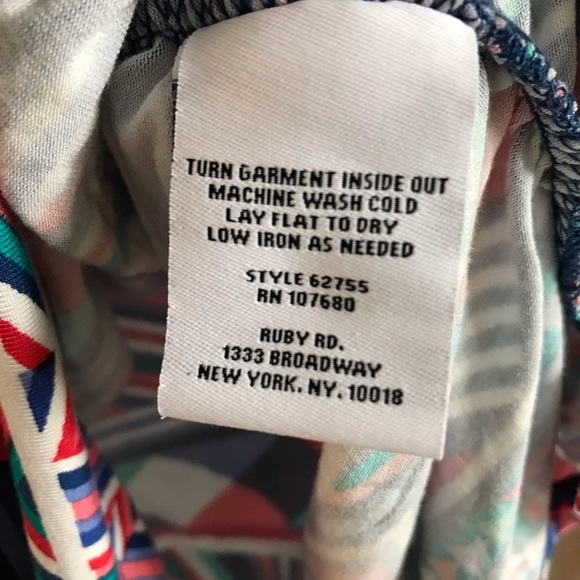 TURN GARMENT INSIDE OUT
MACHINE WASH COLD
LAY FLAT TO DRY
LOW IRON AS NEEDED
STYLE 62755
RN 107680
RUBY RD.
1333 BROADWAY
NEW YORK, NY. 10018